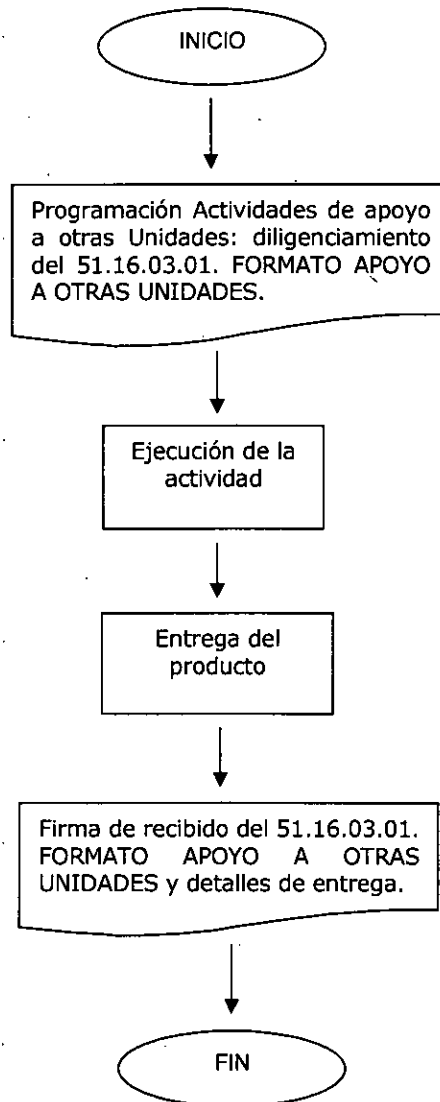 INICIO
Programación Actividades de apoyo
a otras Unidades: diligenciamiento
del 51.16.03.01. FORMATO APOYO
A OTRAS UNIDADES.
Ejecución de la
actividad
Entrega del
producto
Firma de recibido del 51.16.03.01.
FORMATO APOYO A OTRAS
UNIDADES y detalles de entrega.
FIN